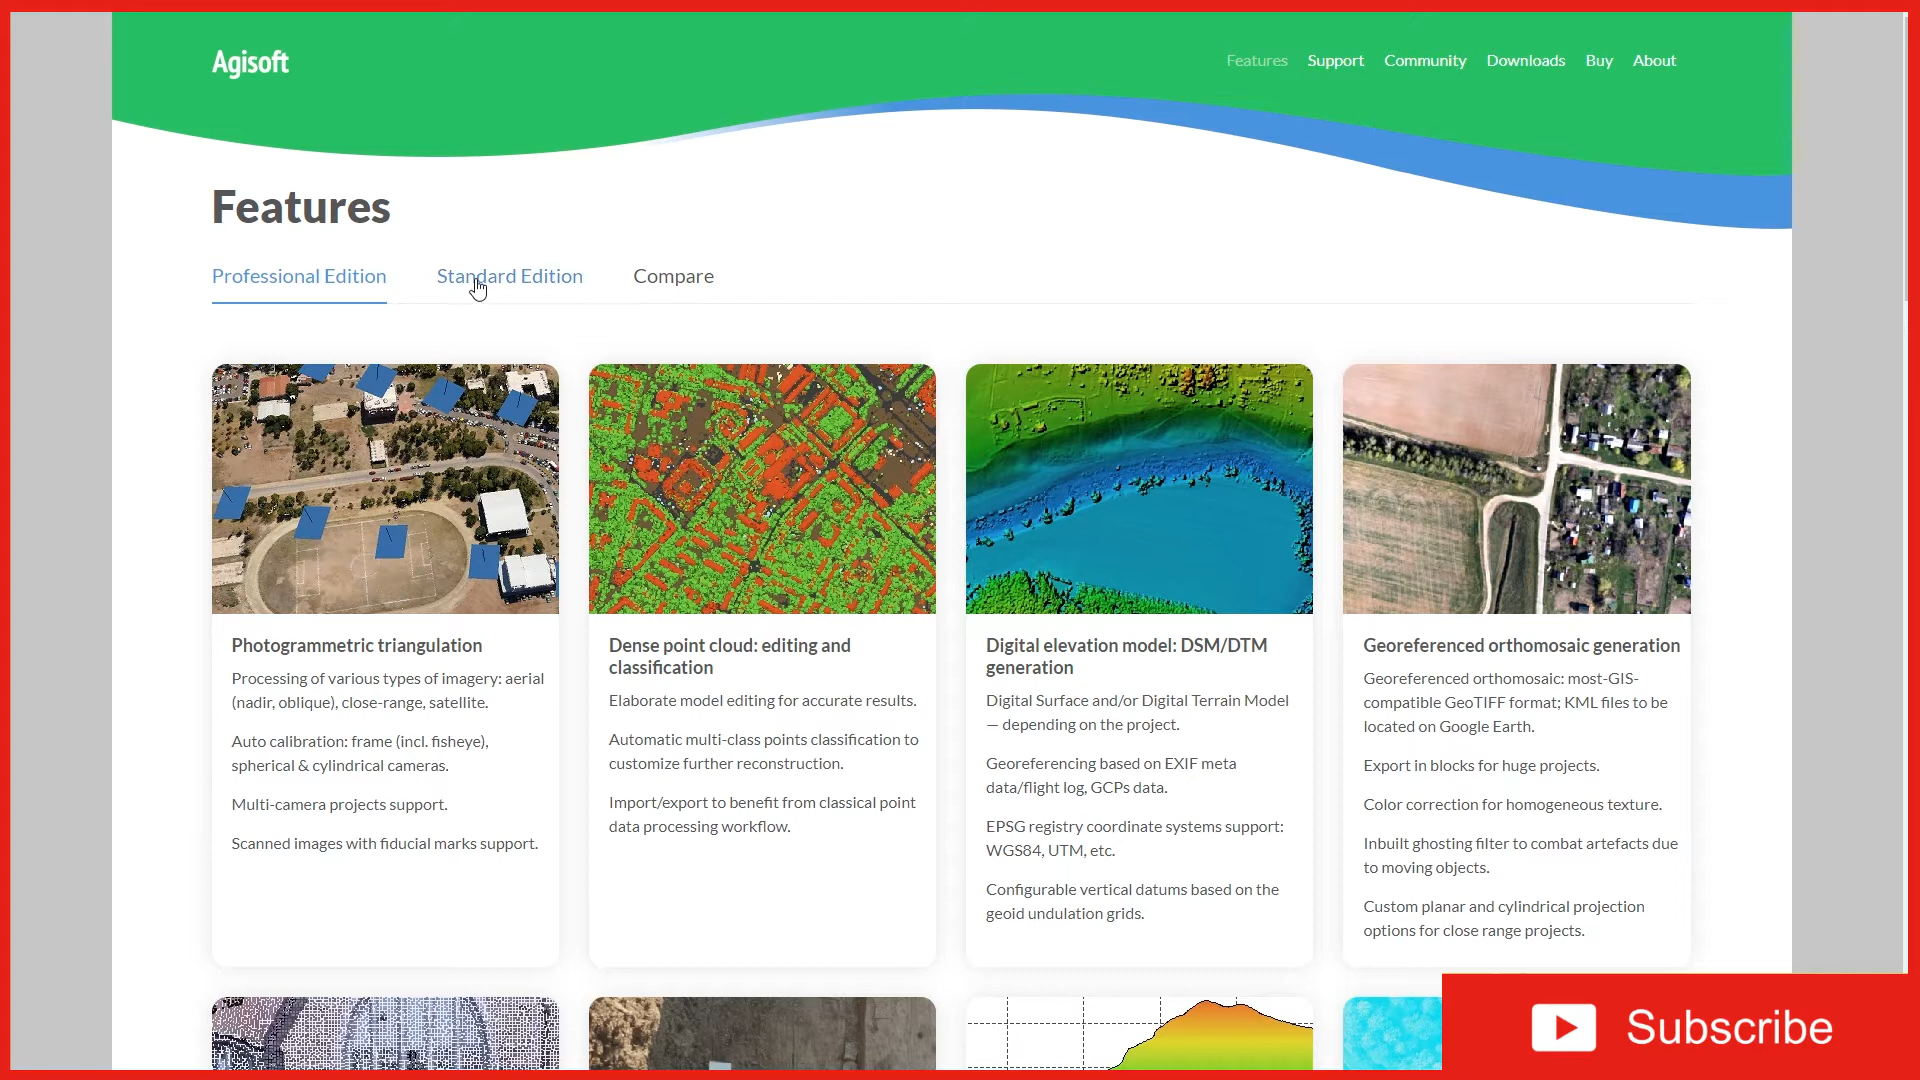 Agisoft
Features Support Community Downloads Buy About
Features
Professional Edition Standard Edition Compare
Photogrammetric triangulation
Processing of various types of imagery: aerial
(nadir, oblique), close-range, satellite.
Auto calibration: frame (incl. fisheye),
spherical & cylindrical cameras.
Multi-camera projects support.
Scanned images with fiducial marks support.
Dense point cloud: editing and
classification
Elaborate model editing for accurate results.
Automatic multi-class points classification to
customize further reconstruction.
Import/export to benefit from classical point
data processing workflow.
Digital elevation model: DSM/DTM
generation
Digital Surface and/or Digital Terrain Model
— depending on the project.
Georeferencing based on EXIF meta
data/flight log, GCPs data.
EPSG registry coordinate systems support:
WGS84, UTM, etc.
Configurable vertical datums based on the
geoid undulation grids.
Georeferenced orthomosaic generation
Georeferenced orthomosaic: most-GIS-
compatible GeoTIFF format; KML files to be
located on Google Earth.
Export in blocks for huge projects.
Color correction for homogeneous texture.
Inbuilt ghosting filter to combat artefacts due
to moving objects.
Custom planar and cylindrical projection
options for close range projects.
Subscribe